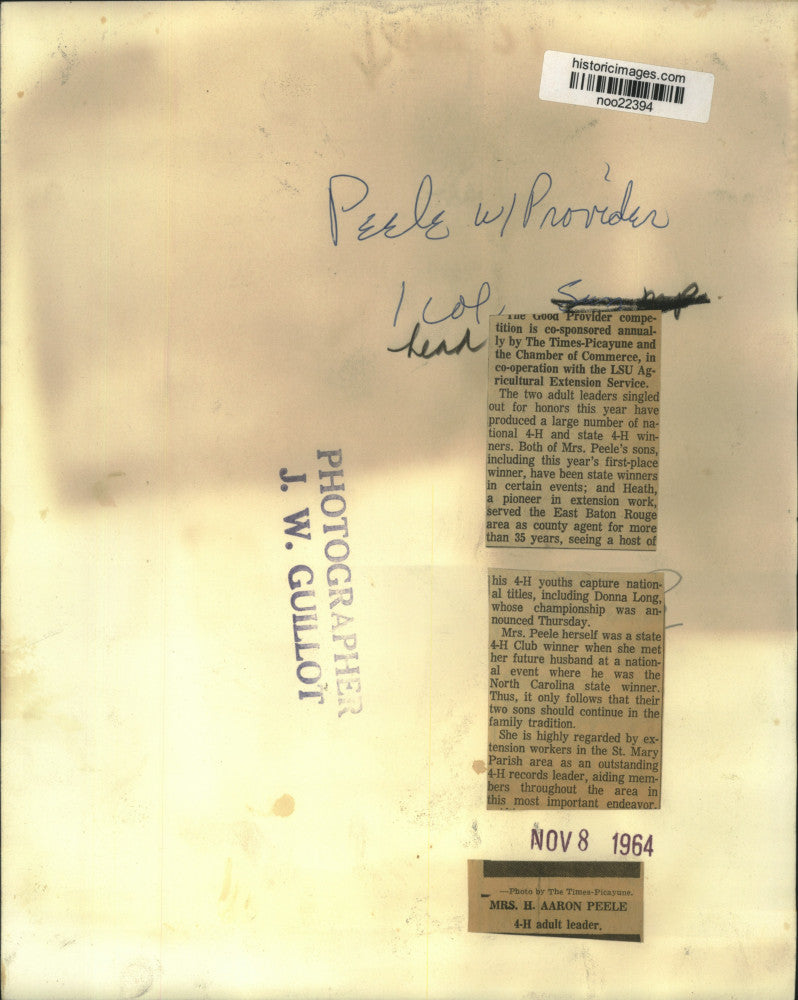 historicimages.com
noo22394
Peele w/ Provider
1 col.
head
The Good Provider compe-
tition is co-sponsored annual-
ly by The Times-Picayune and
the Chamber of Commerce, in
co-operation with the LSU Ag-
ricultural Extension Service.
The two adult leaders singled
out for honors this year have
produced a large number of na-
tional 4-H and state 4-H win-
ners. Both of Mrs. Peele's sons,
including this year's first-place
winner, have been state winners
in certain events; and Heath,
a pioneer in extension work,
served the East Baton Rouge
area as county agent for more
than 35 years, seeing a host of
his 4-H youths capture nation-
al titles, including Donna Long,
whose championship was an-
nounced Thursday.
Mrs. Peele herself was a state
4-H Club winner when she met
her future husband at a nation-
al event where he was the
North Carolina state winner.
Thus, it only follows that their
two sons should continue in the
family tradition.
She is highly regarded by ex-
tension workers in the St. Mary
Parish area as an outstanding
4-H records leader, aiding mem-
bers throughout the area in
this most important endeavor.
PHOTOGRAPHER
J. W. GUILLOT
NOV 8 1964
—Photo by The Times-Picayune.
MRS. H. AARON PEELE
4-H adult leader.